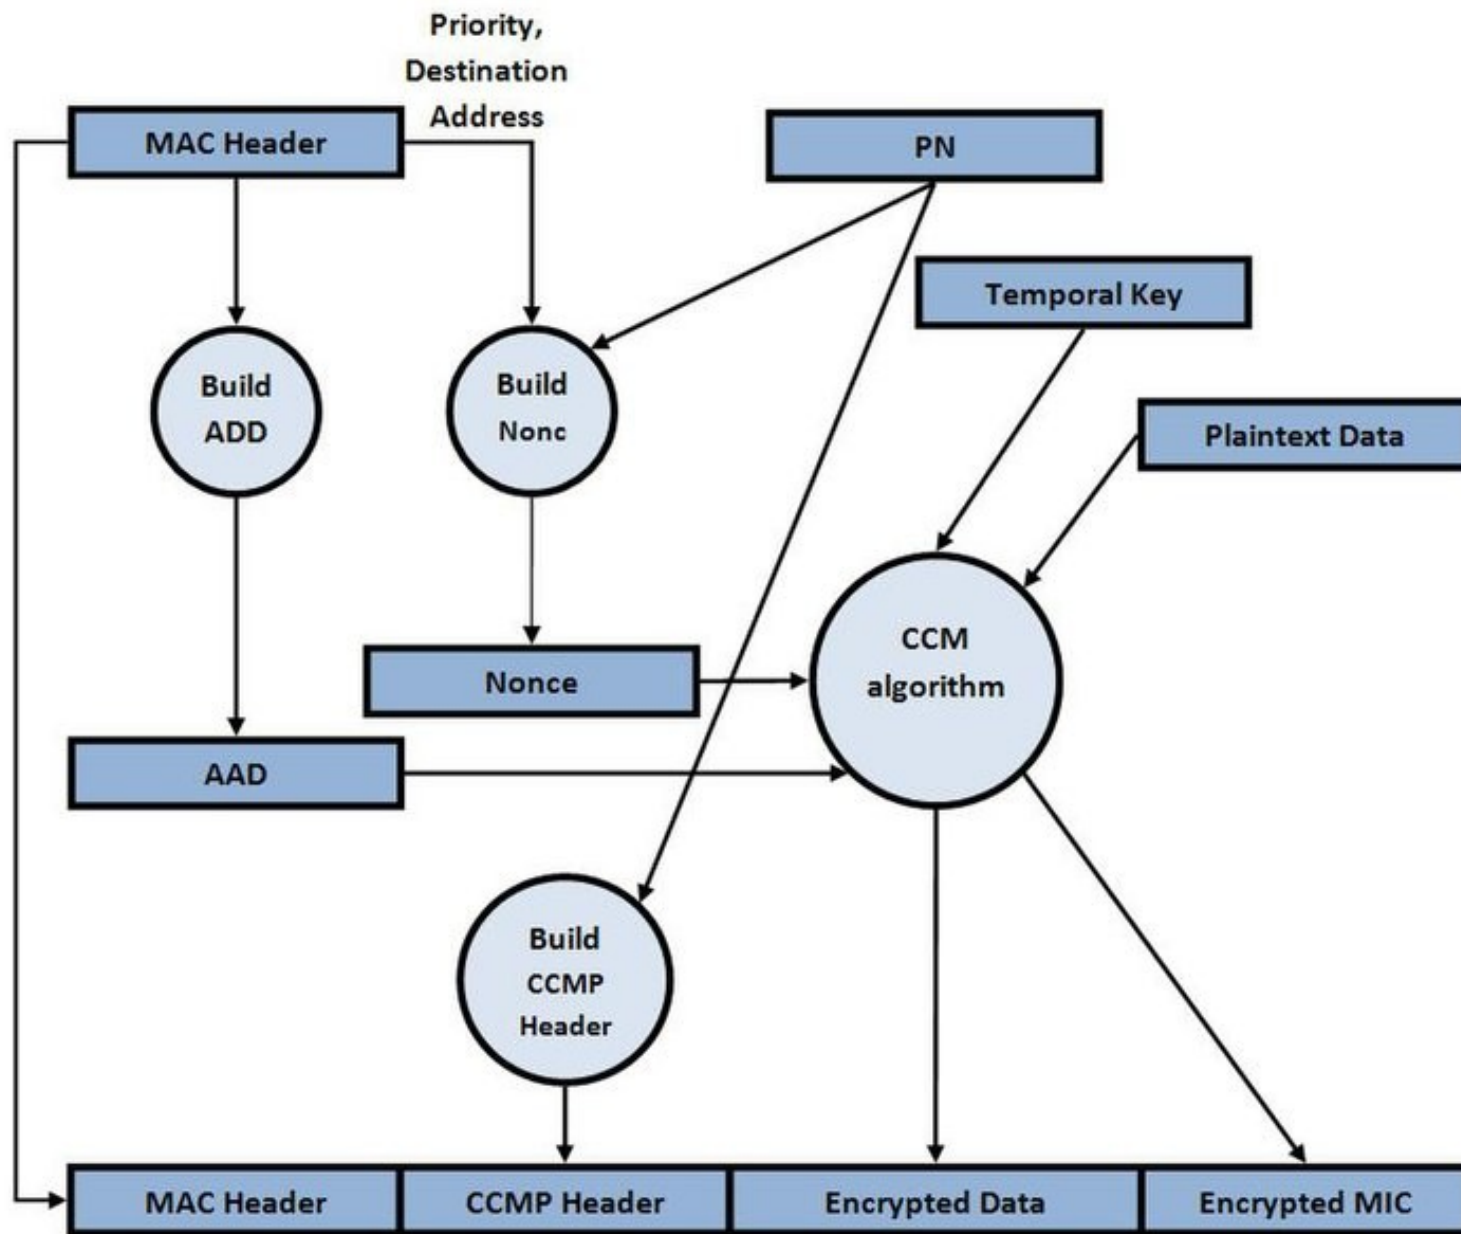 Priority,
Destination
Address
MAC Header
PN
Temporal Key
Build
ADD
Build
Nonc
Plaintext Data
CCM
algorithm
Nonce
AAD
Build
CCMP
Header
MAC Header
CCMP Header
Encrypted Data
Encrypted MIC